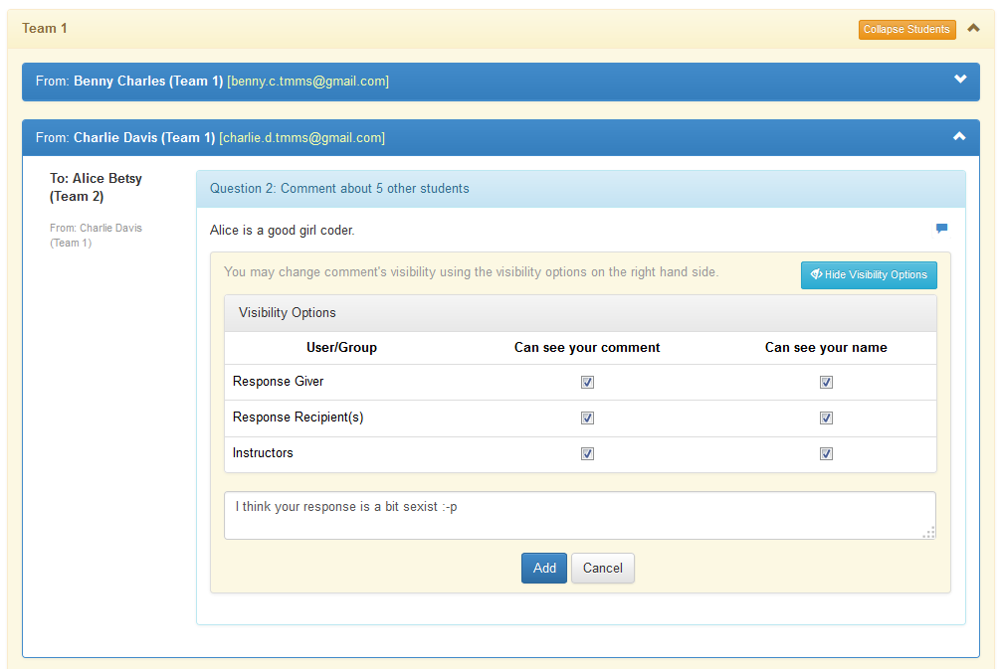 Team 1
Collapse Students
From: Benny Charles (Team 1) [benny.c.tmms@gmail.com]
From: Charlie Davis (Team 1) [charlie.d.tmms@gmail.com]
To: Alice Betsy
(Team 2)
From: Charlie Davis
(Team 1)
Question 2: Comment about 5 other students
Alice is a good girl coder.
You may change comment's visibility using the visibility options on the right hand side.
Hide Visibility Options
Visibility Options
User/Group Can see your comment Can see your name
Response Giver
Response Recipient(s)
Instructors
I think your response is a bit sexist :-p
Add Cancel